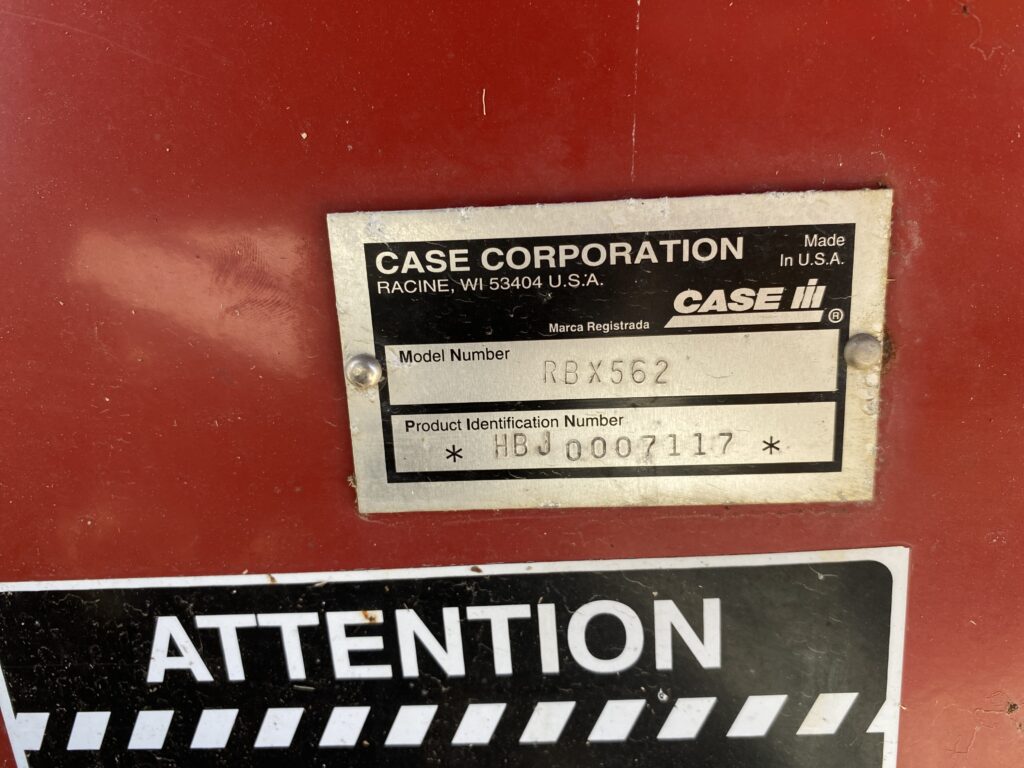 CASE CORPORATION
RACINE, WI 53404 U.S.A.
Made
In U.S.A.
CASE IH ®
Marca Registrada
Model Number
RBX562
Product Identification Number
* HBJ0007117 *
ATTENTION